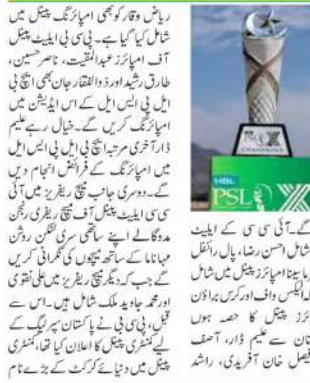 ریاض وقار کو بھی امپائرنگ پینل میں
شامل کیا گیا ہے۔ پی سی بی ایلیٹ پینل
آف امپائرز عبدالمقیت، ناصر حسین،
طارق رشید اور ذوالفقار جان بھی ایچ بی
ایل پی ایس ایل کے اس ایڈیشن میں
امپائرنگ کریں گے۔ خیال رہے علیم
ڈار آخری مرتبہ ایچ بی ایل پی ایس ایل
میں امپائرنگ کے فرائض انجام دیں
گے۔ دوسری جانب میچ ریفریز میں آئی
سی سی ایلیٹ پینل آف میچ ریفری رنجن
مدوگالے اپنے ساتھی سری لنکن روشن
مہاناما کے ساتھ میچوں کی نگرانی کریں
گے جب کہ دیگر میچ ریفریز میں علی نقوی
اور محمد جاوید ملک شامل ہیں۔ اس سے
قبل، پی سی بی نے پاکستان سپر لیگ کے
لیے کمنٹری پینل کا اعلان کیا تھا، کمنٹری
پینل میں دنیائے کرکٹ کے بڑے نام
CHAMPIONS
HBL
PSL X
گے۔ آئی سی سی کے ایلیٹ
شامل احسن رضا، پال رائفل
امپائرز پینل میں شامل
ایلکس وارف اور کرس براؤن
پینل کا حصہ ہوں
سے علیم ڈار، آصف
فیصل خان آفریدی، راشد